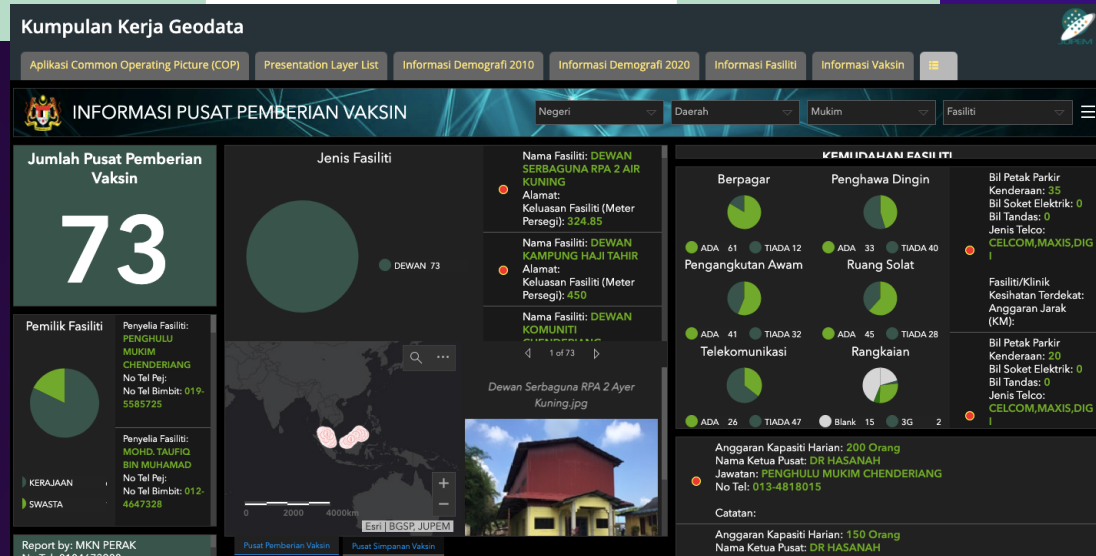 Kumpulan Kerja Geodata
JUPEM
Aplikasi Common Operating Picture (COP)
Presentation Layer List
Informasi Demografi 2010
Informasi Demografi 2020
Informasi Fasiliti
Informasi Vaksin
INFORMASI PUSAT PEMBERIAN VAKSIN
Negeri
Daerah
Mukim
Fasiliti
Jumlah Pusat Pemberian
Vaksin
73
Jenis Fasiliti
DEWAN 73
Nama Fasiliti: DEWAN
SERBAGUNA RPA 2 AIR
KUNING
Alamat:
Keluasan Fasiliti (Meter
Persegi): 324.85
Nama Fasiliti: DEWAN
KAMPUNG HAJI TAHIR
Alamat:
Keluasan Fasiliti (Meter
Persegi): 450
Nama Fasiliti: DEWAN
KOMUNITI
CHENDERIANG
1 of 73
KEMUDAHAN FASILITI
Berpagar
ADA 61 TIADA 12
Penghawa Dingin
ADA 33 TIADA 40
Pengangkutan Awam
ADA 41 TIADA 32
Ruang Solat
ADA 45 TIADA 28
Telekomunikasi
ADA 26 TIADA 47
Rangkaian
Blank 15 3G 2
Bil Petak Parkir
Kenderaan: 35
Bil Soket Elektrik: 0
Bil Tandas: 0
Jenis Telco:
CELCOM,MAXIS,DIG
I
Fasiliti/Klinik
Kesihatan Terdekat:
Anggaran Jarak
(KM):
Bil Petak Parkir
Kenderaan: 20
Bil Soket Elektrik: 0
Bil Tandas: 0
Jenis Telco:
CELCOM,MAXIS,DIG
I
Pemilik Fasiliti
KERAJAAN
SWASTA
Penyelia Fasiliti:
PENGHULU
MUKIM
CHENDERIANG
No Tel Pej:
No Tel Bimbit: 019-
5585725
Penyelia Fasiliti:
MOHD. TAUFIQ
BIN MUHAMAD
No Tel Pej:
No Tel Bimbit: 012-
4647328
0 2000 4000km
Esri | BGSP, JUPEM
Pusat Pemberian Vaksin
Pusat Simpanan Vaksin
Dewan Serbaguna RPA 2 Ayer
Kuning.jpg
Anggaran Kapasiti Harian: 200 Orang
Nama Ketua Pusat: DR HASANAH
Jawatan: PENGHULU MUKIM CHENDERIANG
No Tel: 013-4818015
Catatan:
Anggaran Kapasiti Harian: 150 Orang
Nama Ketua Pusat: DR HASANAH
Report by: MKN PERAK